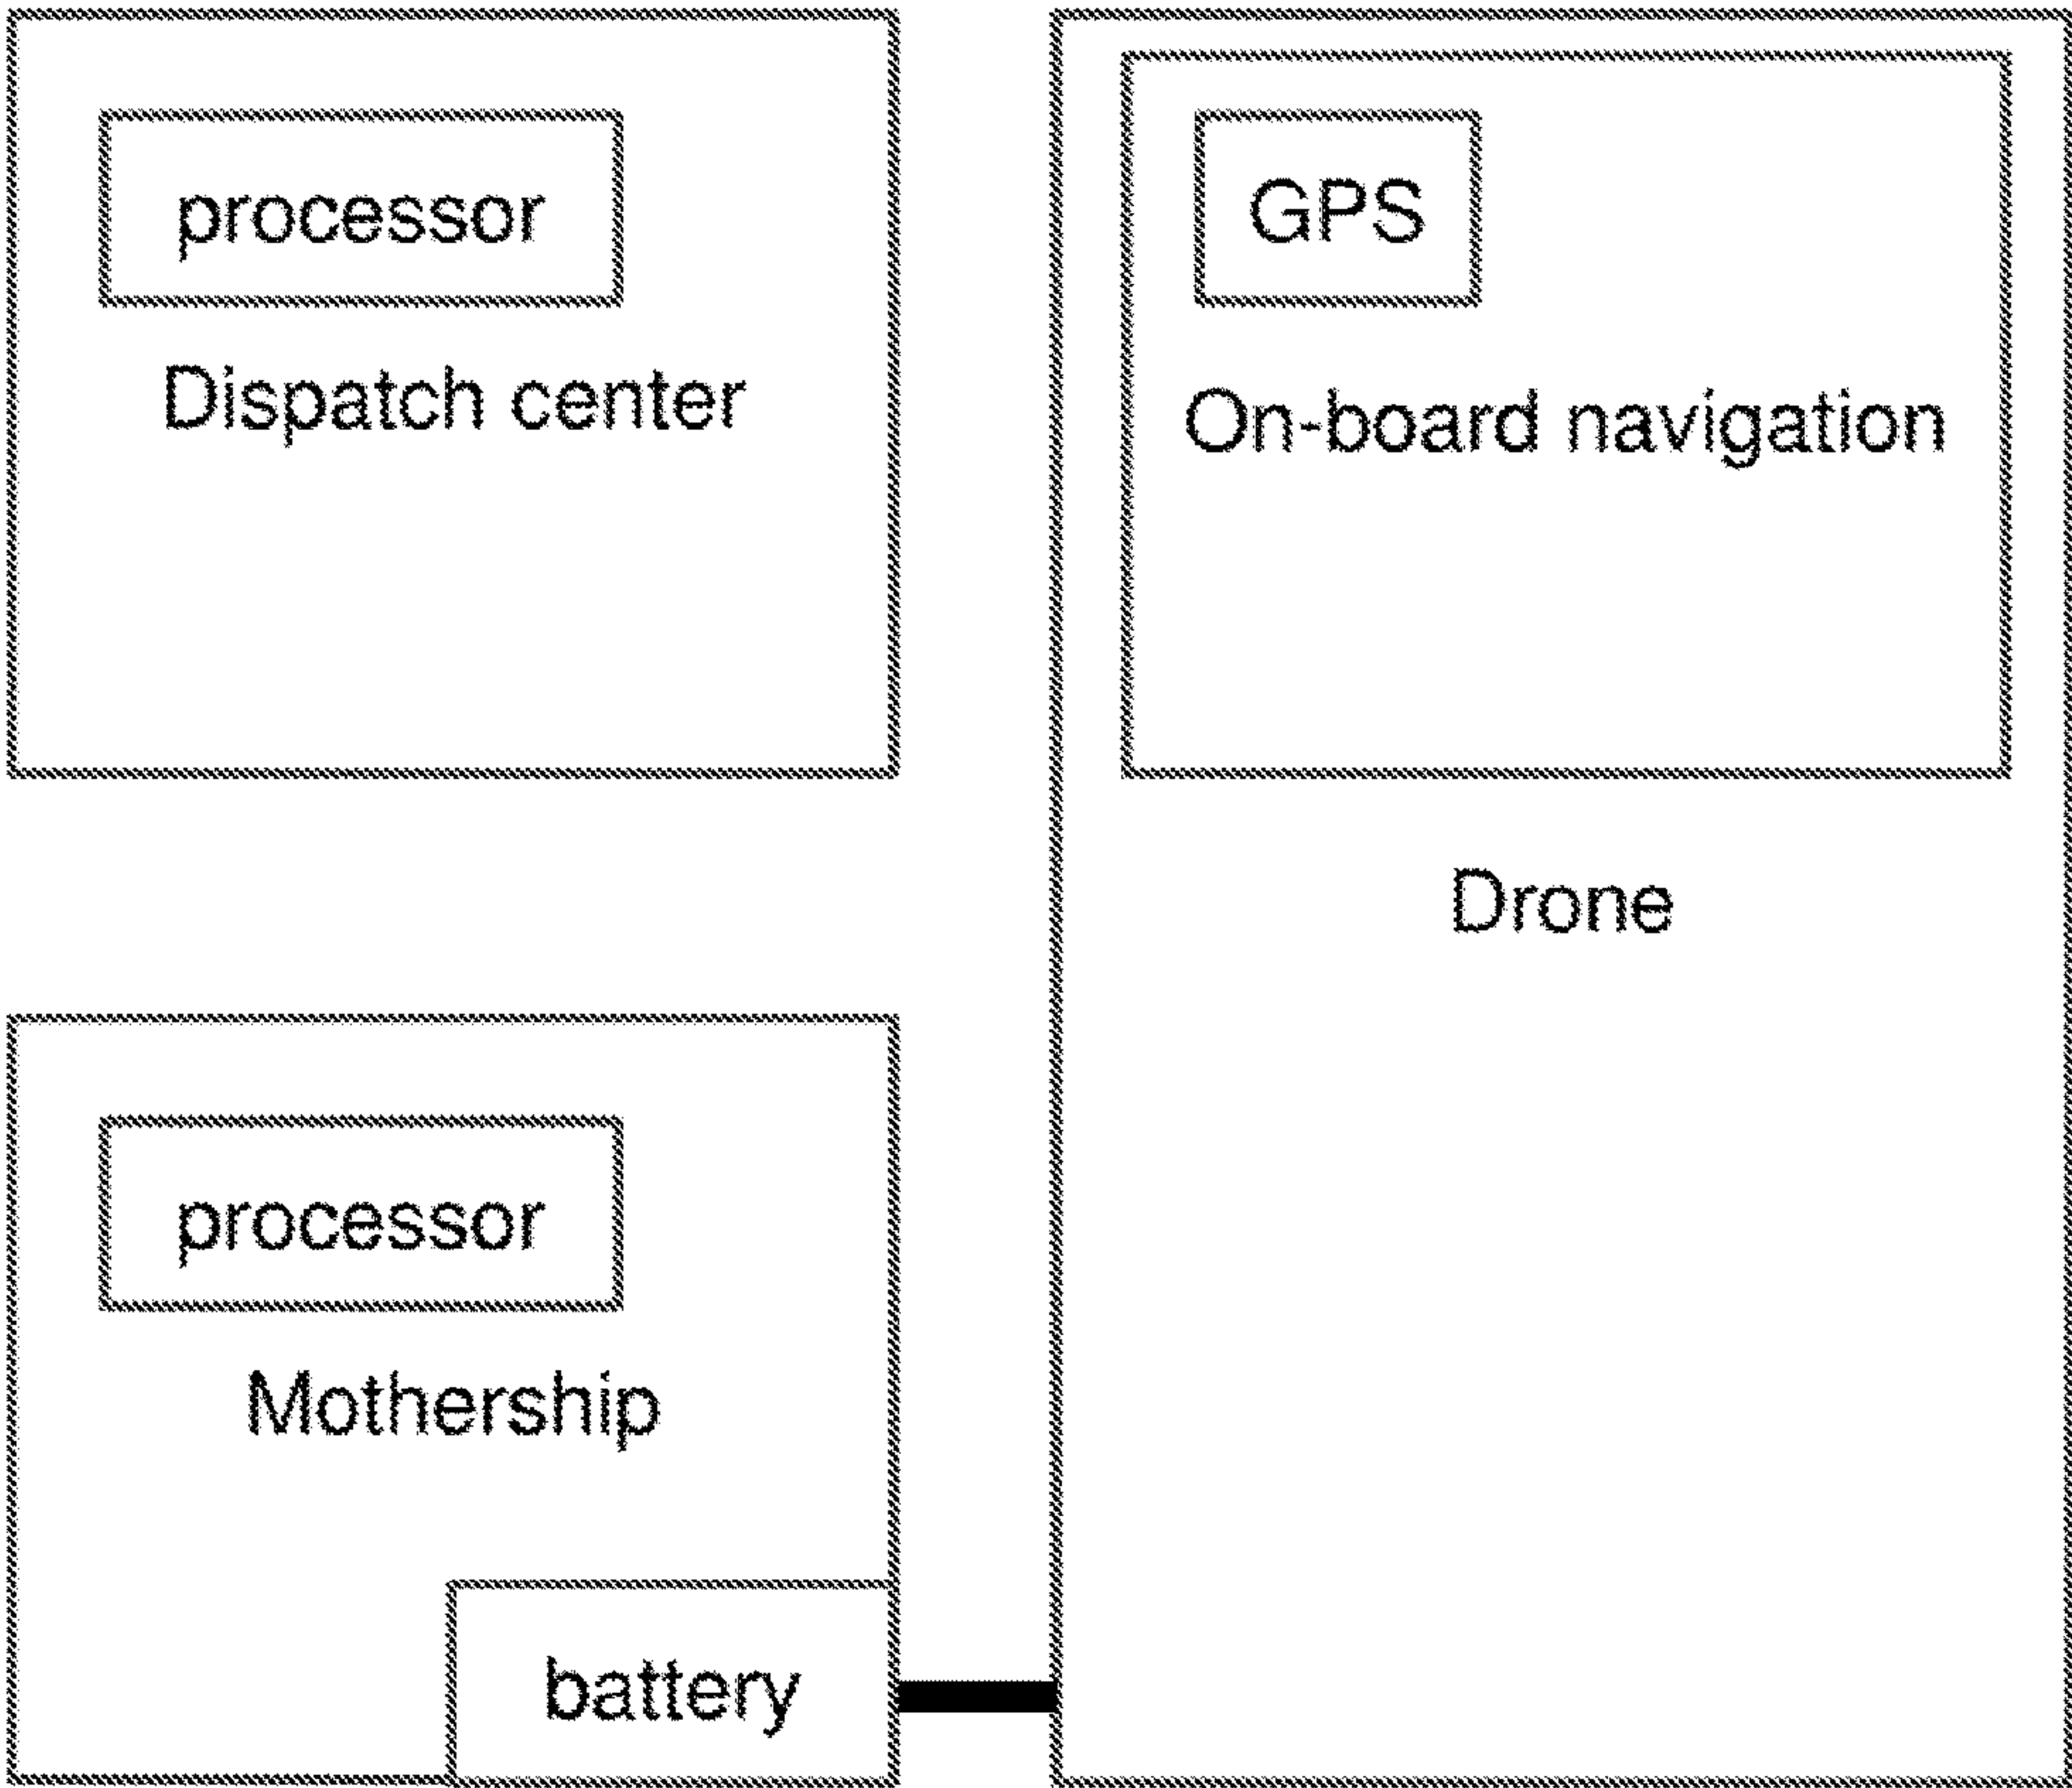 processor
Dispatch center
GPS
On-board navigation
Drone
processor
Mothership
battery